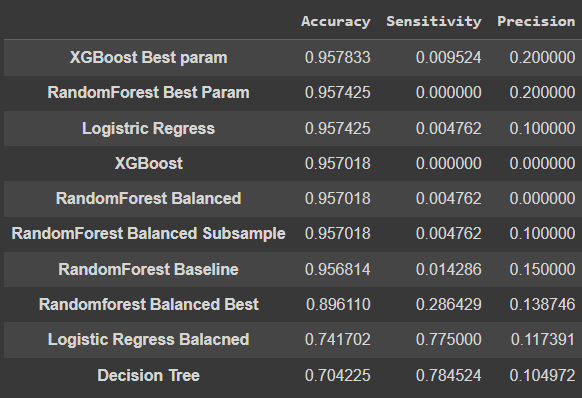 Accuracy Sensitivity Precision
XGBoost Best param 0.957833 0.009524 0.200000
RandomForest Best Param 0.957425 0.000000 0.200000
Logistric Regress 0.957425 0.004762 0.100000
XGBoost 0.957018 0.000000 0.000000
RandomForest Balanced 0.957018 0.004762 0.000000
RandomForest Balanced Subsample 0.957018 0.004762 0.100000
RandomForest Baseline 0.956814 0.014286 0.150000
Randomforest Balanced Best 0.896110 0.286429 0.138746
Logistic Regress Balacned 0.741702 0.775000 0.117391
Decision Tree 0.704225 0.784524 0.104972